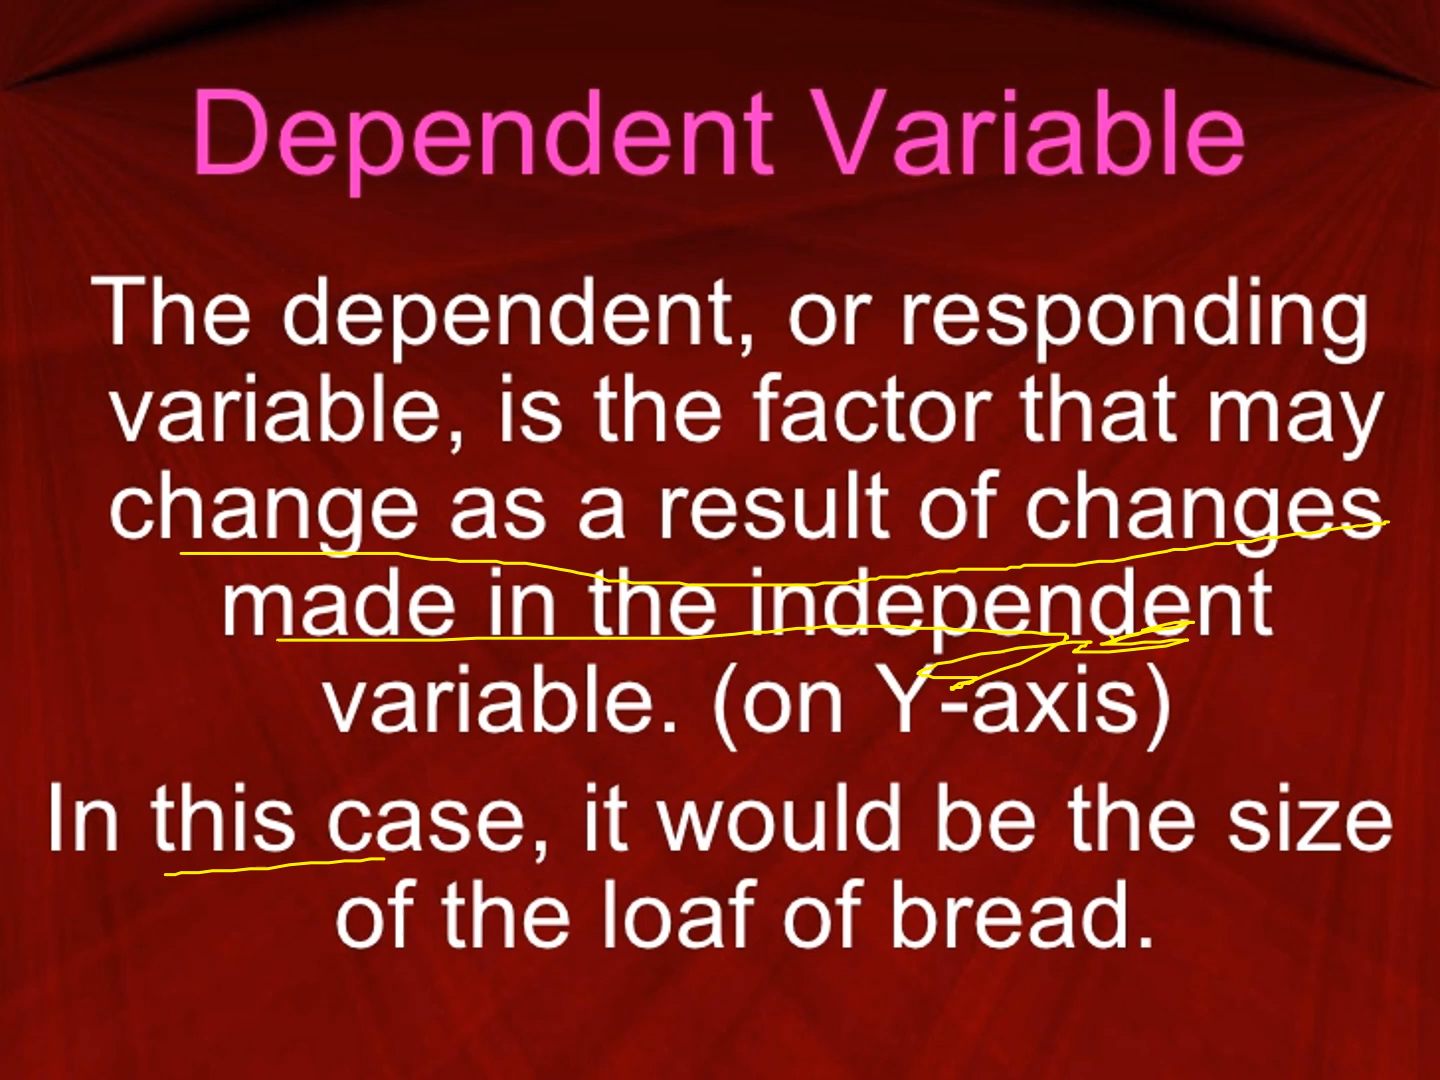 Dependent Variable
The dependent, or responding
variable, is the factor that may
change as a result of changes
made in the independent
variable. (on Y-axis)
In this case, it would be the size
of the loaf of bread.